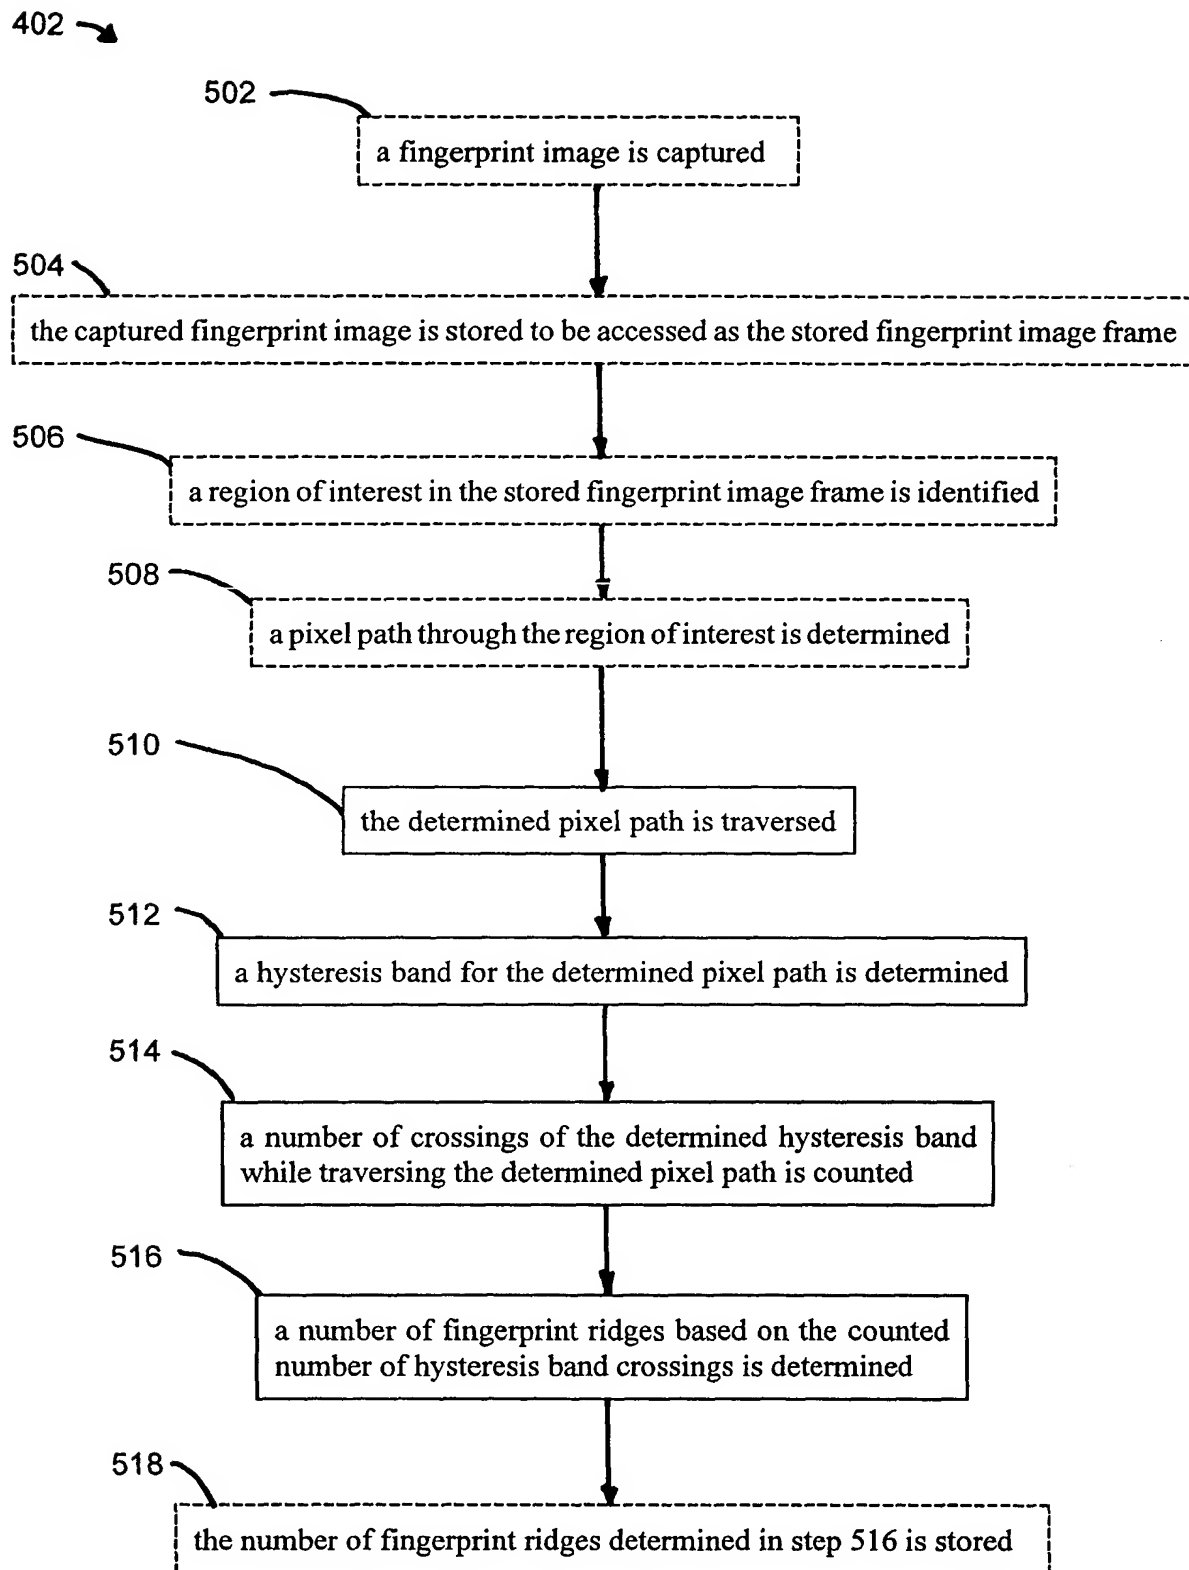 402
502
a fingerprint image is captured
504
the captured fingerprint image is stored to be accessed as the stored fingerprint image frame
506
a region of interest in the stored fingerprint image frame is identified
508
a pixel path through the region of interest is determined
510
the determined pixel path is traversed
512
a hysteresis band for the determined pixel path is determined
514
a number of crossings of the determined hysteresis band
while traversing the determined pixel path is counted
516
a number of fingerprint ridges based on the counted
number of hysteresis band crossings is determined
518
the number of fingerprint ridges determined in step 516 is stored